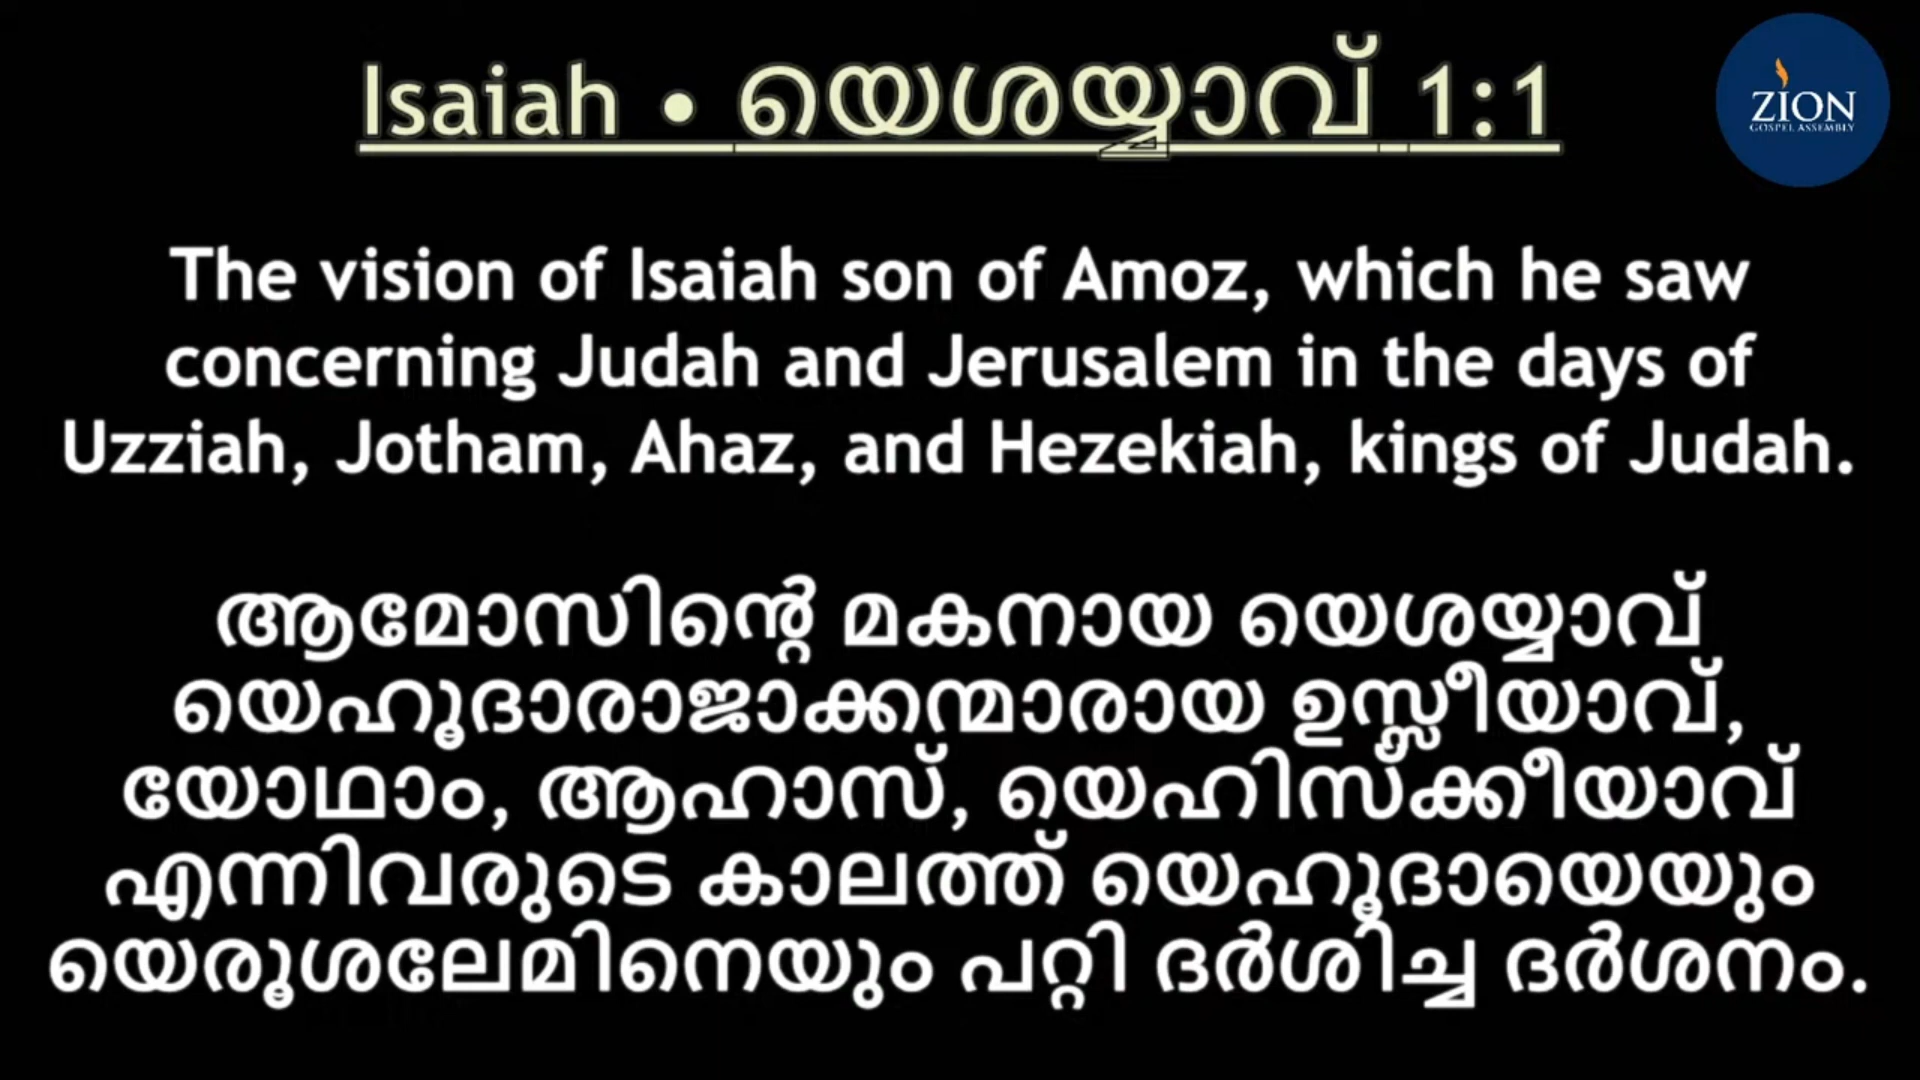 Isaiah • യെശയ്യാവ് 1:1
ZION
GOSPEL ASSEMBLY
The vision of Isaiah son of Amoz, which he saw
concerning Judah and Jerusalem in the days of
Uzziah, Jotham, Ahaz, and Hezekiah, kings of Judah.
ആമോസിന്റെ മകനായ യെശയ്യാവ്
യെഹൂദാരാജാക്കന്മാരായ ഉസ്സീയാവ്,
യോഥാം, ആഹാസ്, യെഹിസ്ക്കീയാവ്
എന്നിവരുടെ കാലത്ത് യെഹൂദായെയും
യെരൂശലേമിനെയും പറ്റി ദർശിച്ച ദർശനം.